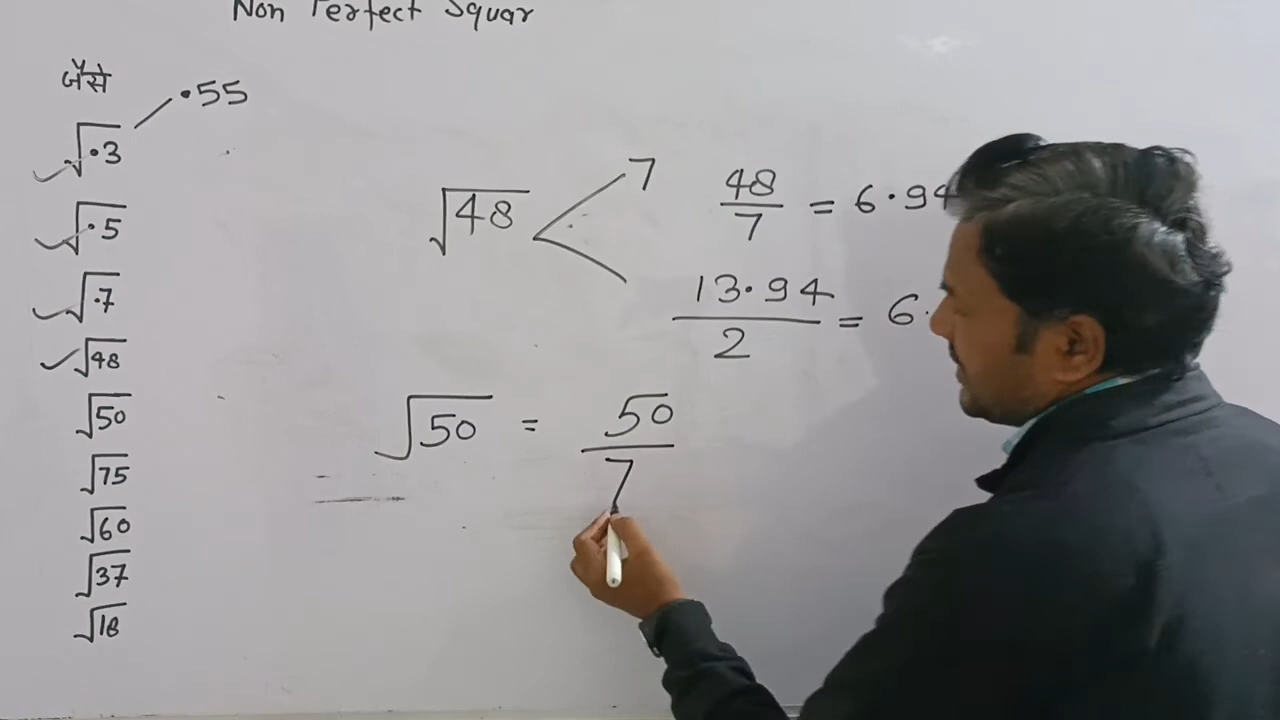 Non Perfect Squar
जैसे
.55
√.3
√.5
√.7
√48
√50
√75
√60
√37
√18
√48
7
48/7 = 6.94
13.94/2 = 6.
√50 = 50/7